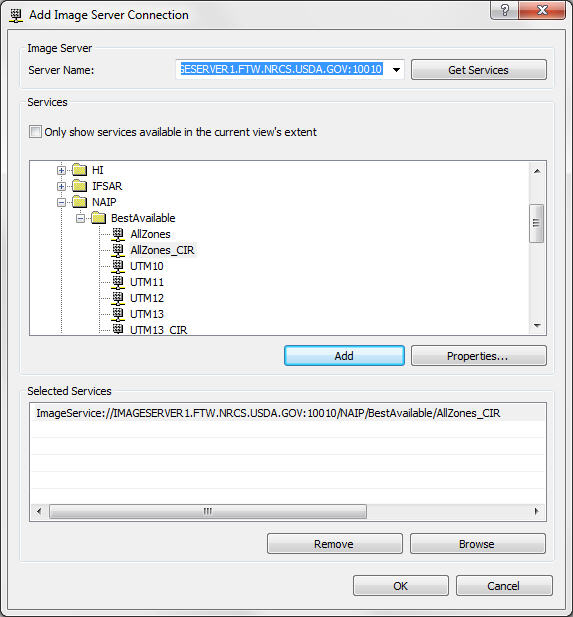 Add Image Server Connection
Image Server
Server Name: GESERVER1.FTW.NRCS.USDA.GOV:10010 Get Services
Services
Only show services available in the current view's extent
HI
IFSAR
NAIP
BestAvailable
AllZones
AllZones_CIR
UTM10
UTM11
UTM12
UTM13
UTM13_CIR
Add Properties...
Selected Services
ImageService://IMAGESERVER1.FTW.NRCS.USDA.GOV:10010/NAIP/BestAvailable/AllZones_CIR
Remove Browse
OK Cancel